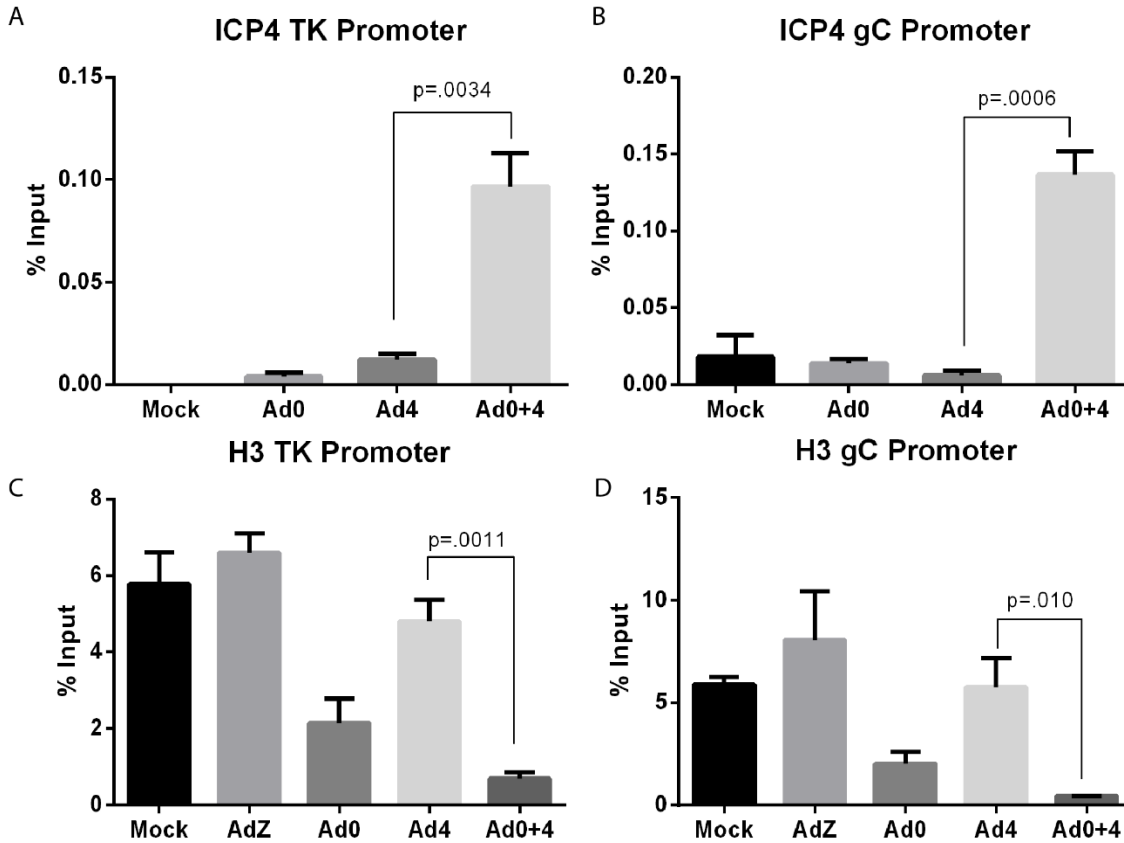 A
ICP4 TK Promoter
% Input
0.15
0.10
0.05
0.00
p=.0034
Mock Ad0 Ad4 Ad0+4
B
ICP4 gC Promoter
% Input
0.20
0.15
0.10
0.05
0.00
p=.0006
Mock Ad0 Ad4 Ad0+4
C
H3 TK Promoter
% Input
8
6
4
2
0
p=.0011
Mock AdZ Ad0 Ad4 Ad0+4
D
H3 gC Promoter
% Input
15
10
5
0
p=.010
Mock AdZ Ad0 Ad4 Ad0+4